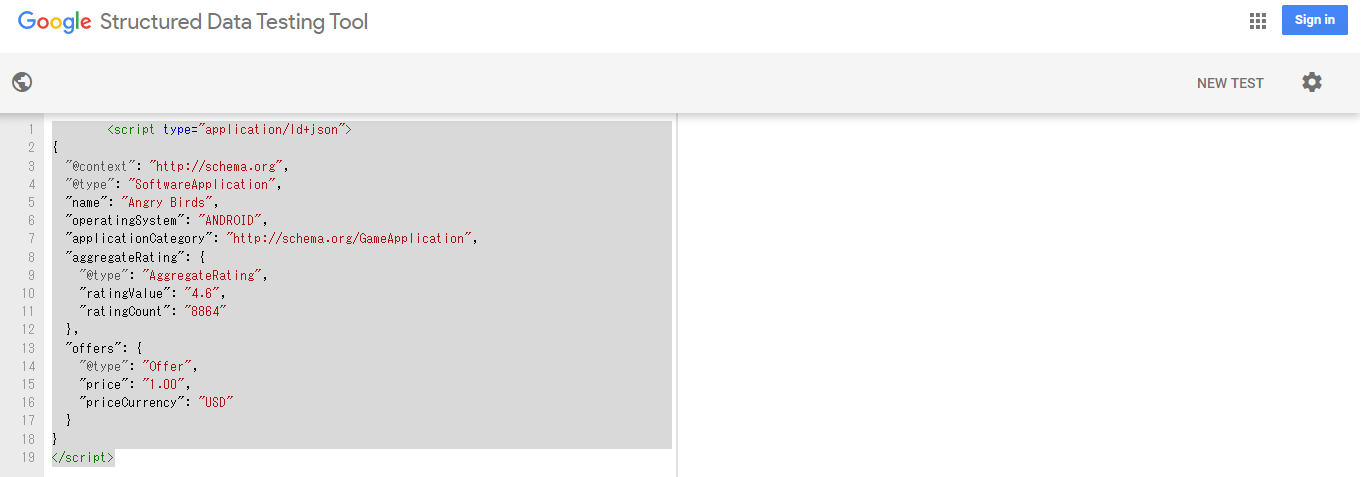 Google Structured Data Testing Tool
Sign in
NEW TEST
1 <script type="application/ld+json">
2 {
3 "@context": "http://schema.org",
4 "@type": "SoftwareApplication",
5 "name": "Angry Birds",
6 "operatingSystem": "ANDROID",
7 "applicationCategory": "http://schema.org/GameApplication",
8 "aggregateRating": {
9 "@type": "AggregateRating",
10 "ratingValue": "4.6",
11 "ratingCount": "8864"
12 },
13 "offers": {
14 "@type": "Offer",
15 "price": "1.00",
16 "priceCurrency": "USD"
17 }
18 }
19 </script>